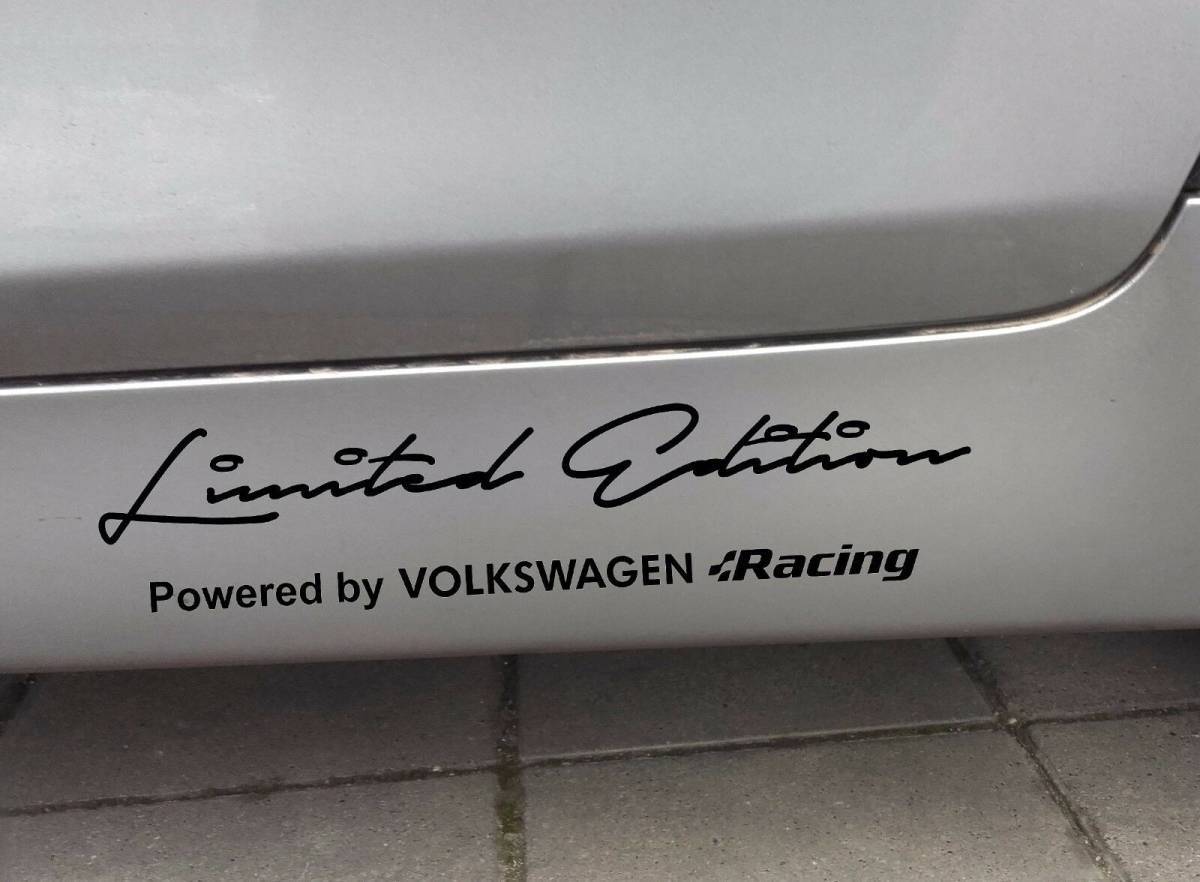 Limited Edition
Powered by VOLKSWAGEN Racing